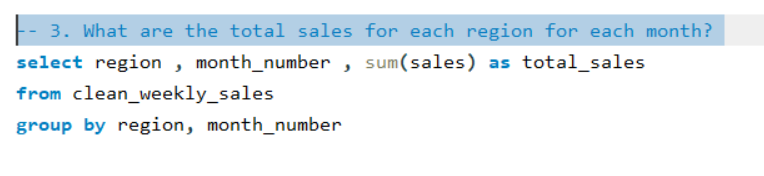 -- 3. What are the total sales for each region for each month?
select region , month_number , sum(sales) as total_sales
from clean_weekly_sales
group by region, month_number